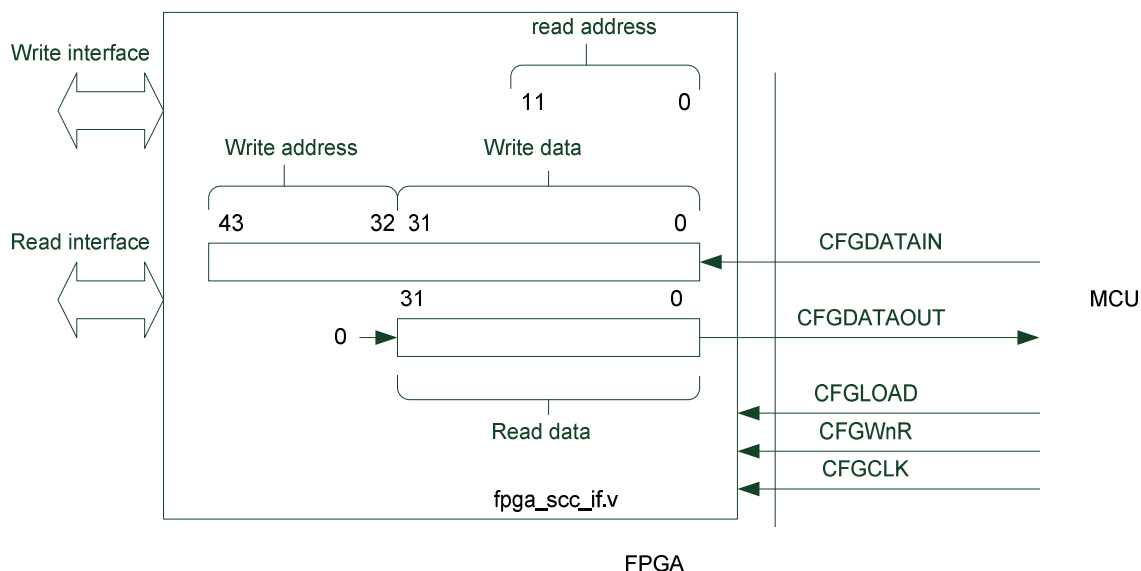 read address
Write interface
11 0
Write address Write data
43 32 31 0
Read interface
CFGDATAIN
31 0
MCU
CFGDATAOUT
0
CFGLOAD
Read data
CFGWnR
CFGCLK
fpga_scc_if.v
FPGA